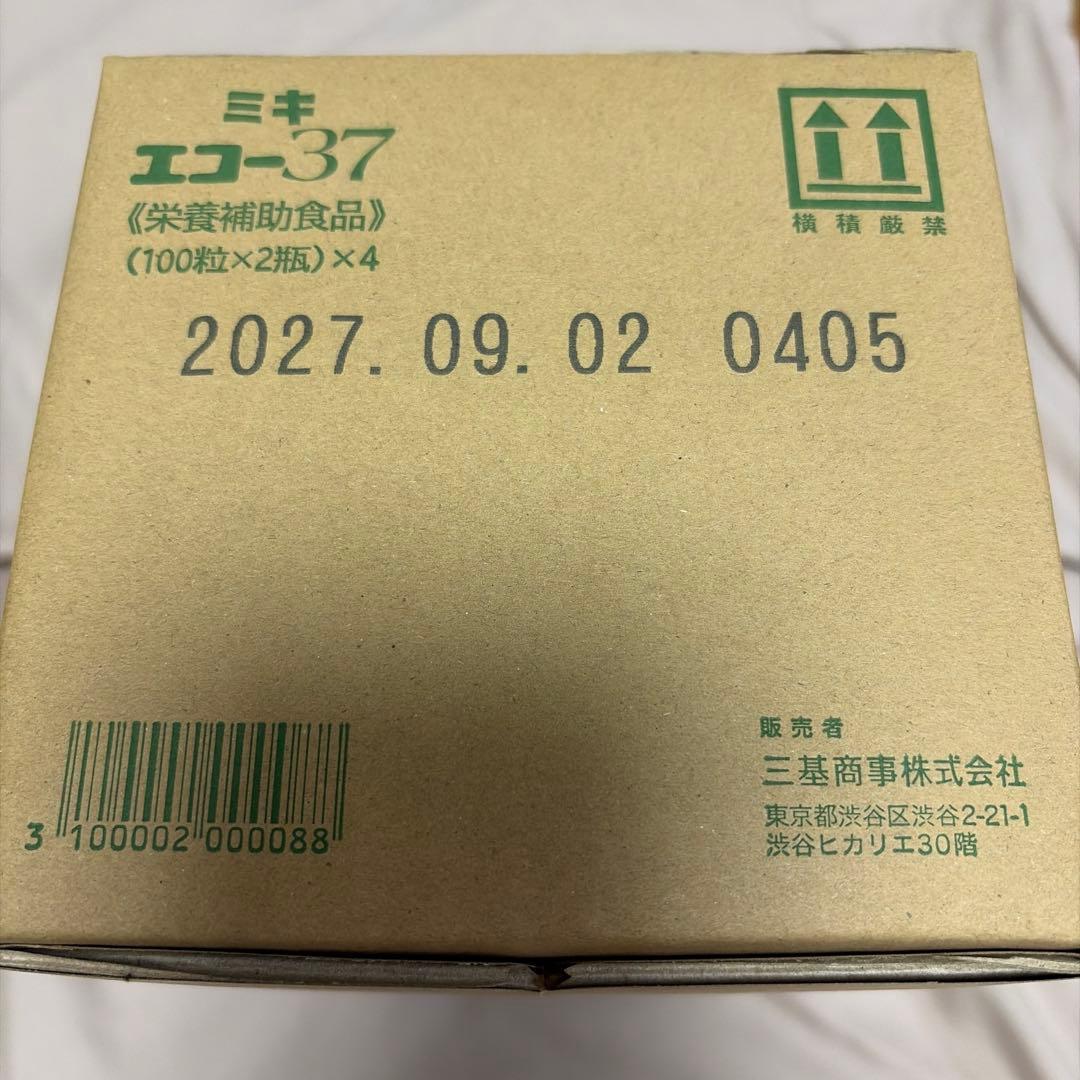 ミキ
エコー37
《栄養補助食品》
(100粒×2瓶)×4
横積厳禁
2027.09.02 0405
3 100002 000088
販売者
三基商事株式会社
東京都渋谷区渋谷2-21-1
渋谷ヒカリエ30階